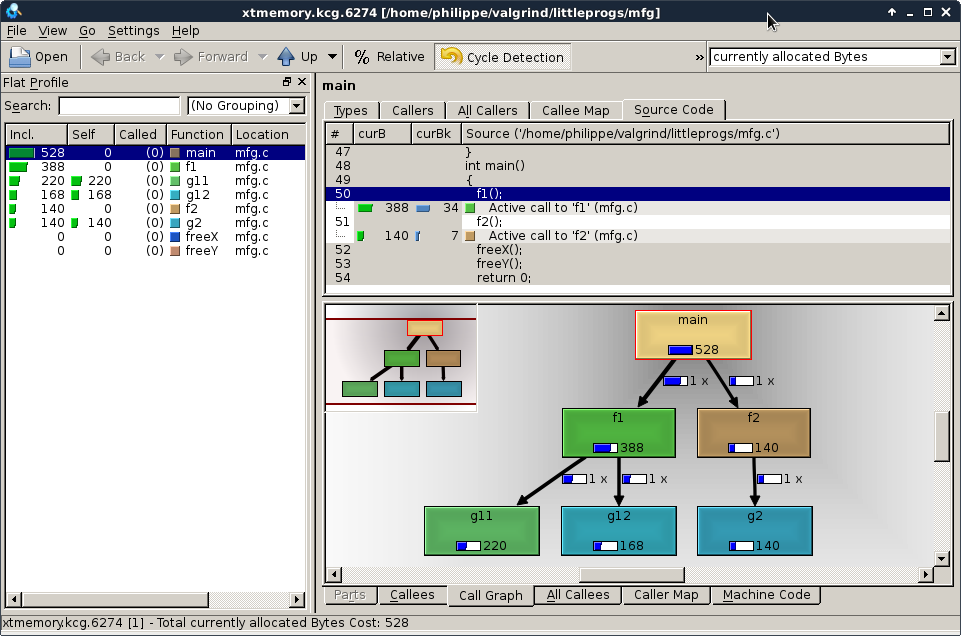 xtmemory.kcg.6274 [/home/philippe/valgrind/littleprogs/mfg]
File View Go Settings Help
Open Back Forward Up % Relative Cycle Detection » currently allocated Bytes
Flat Profile
Search: (No Grouping)
Incl. Self Called Function Location
528 0 (0) main mfg.c
388 0 (0) f1 mfg.c
220 220 (0) g11 mfg.c
168 168 (0) g12 mfg.c
140 0 (0) f2 mfg.c
140 140 (0) g2 mfg.c
0 0 (0) freeX mfg.c
0 0 (0) freeY mfg.c
main
Types Callers All Callers Callee Map Source Code
# curB curBk Source ('/home/philippe/valgrind/littleprogs/mfg.c')
47 }
48 int main()
49 {
50 f1();
388 34 Active call to 'f1' (mfg.c)
51 f2();
140 7 Active call to 'f2' (mfg.c)
52 freeX();
53 freeY();
54 return 0;
main
528
1 x 1 x
f1 f2
388 140
1 x 1 x 1 x
g11 g12 g2
220 168 140
Parts Callees Call Graph All Callees Caller Map Machine Code
xtmemory.kcg.6274 [1] - Total currently allocated Bytes Cost: 528